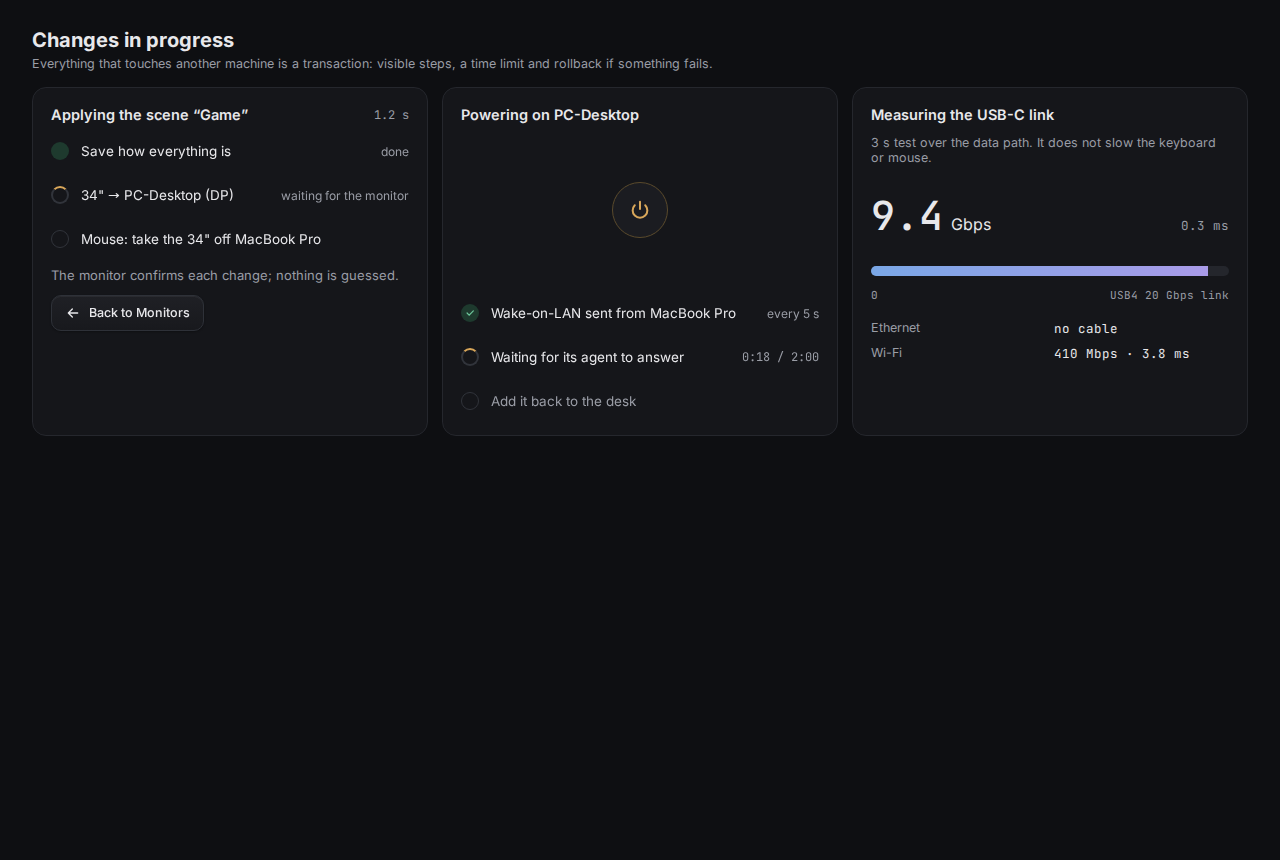 Changes in progress
Everything that touches another machine is a transaction: visible steps, a time limit and rollback if something fails.
Applying the scene “Game” 1.2 s
Save how everything is done
34" → PC-Desktop (DP) waiting for the monitor
Mouse: take the 34" off MacBook Pro
The monitor confirms each change; nothing is guessed.
← Back to Monitors
Powering on PC-Desktop
Wake-on-LAN sent from MacBook Pro every 5 s
Waiting for its agent to answer 0:18 / 2:00
Add it back to the desk
Measuring the USB-C link
3 s test over the data path. It does not slow the keyboard
or mouse.
9.4 Gbps 0.3 ms
0 USB4 20 Gbps link
Ethernet no cable
Wi-Fi 410 Mbps · 3.8 ms